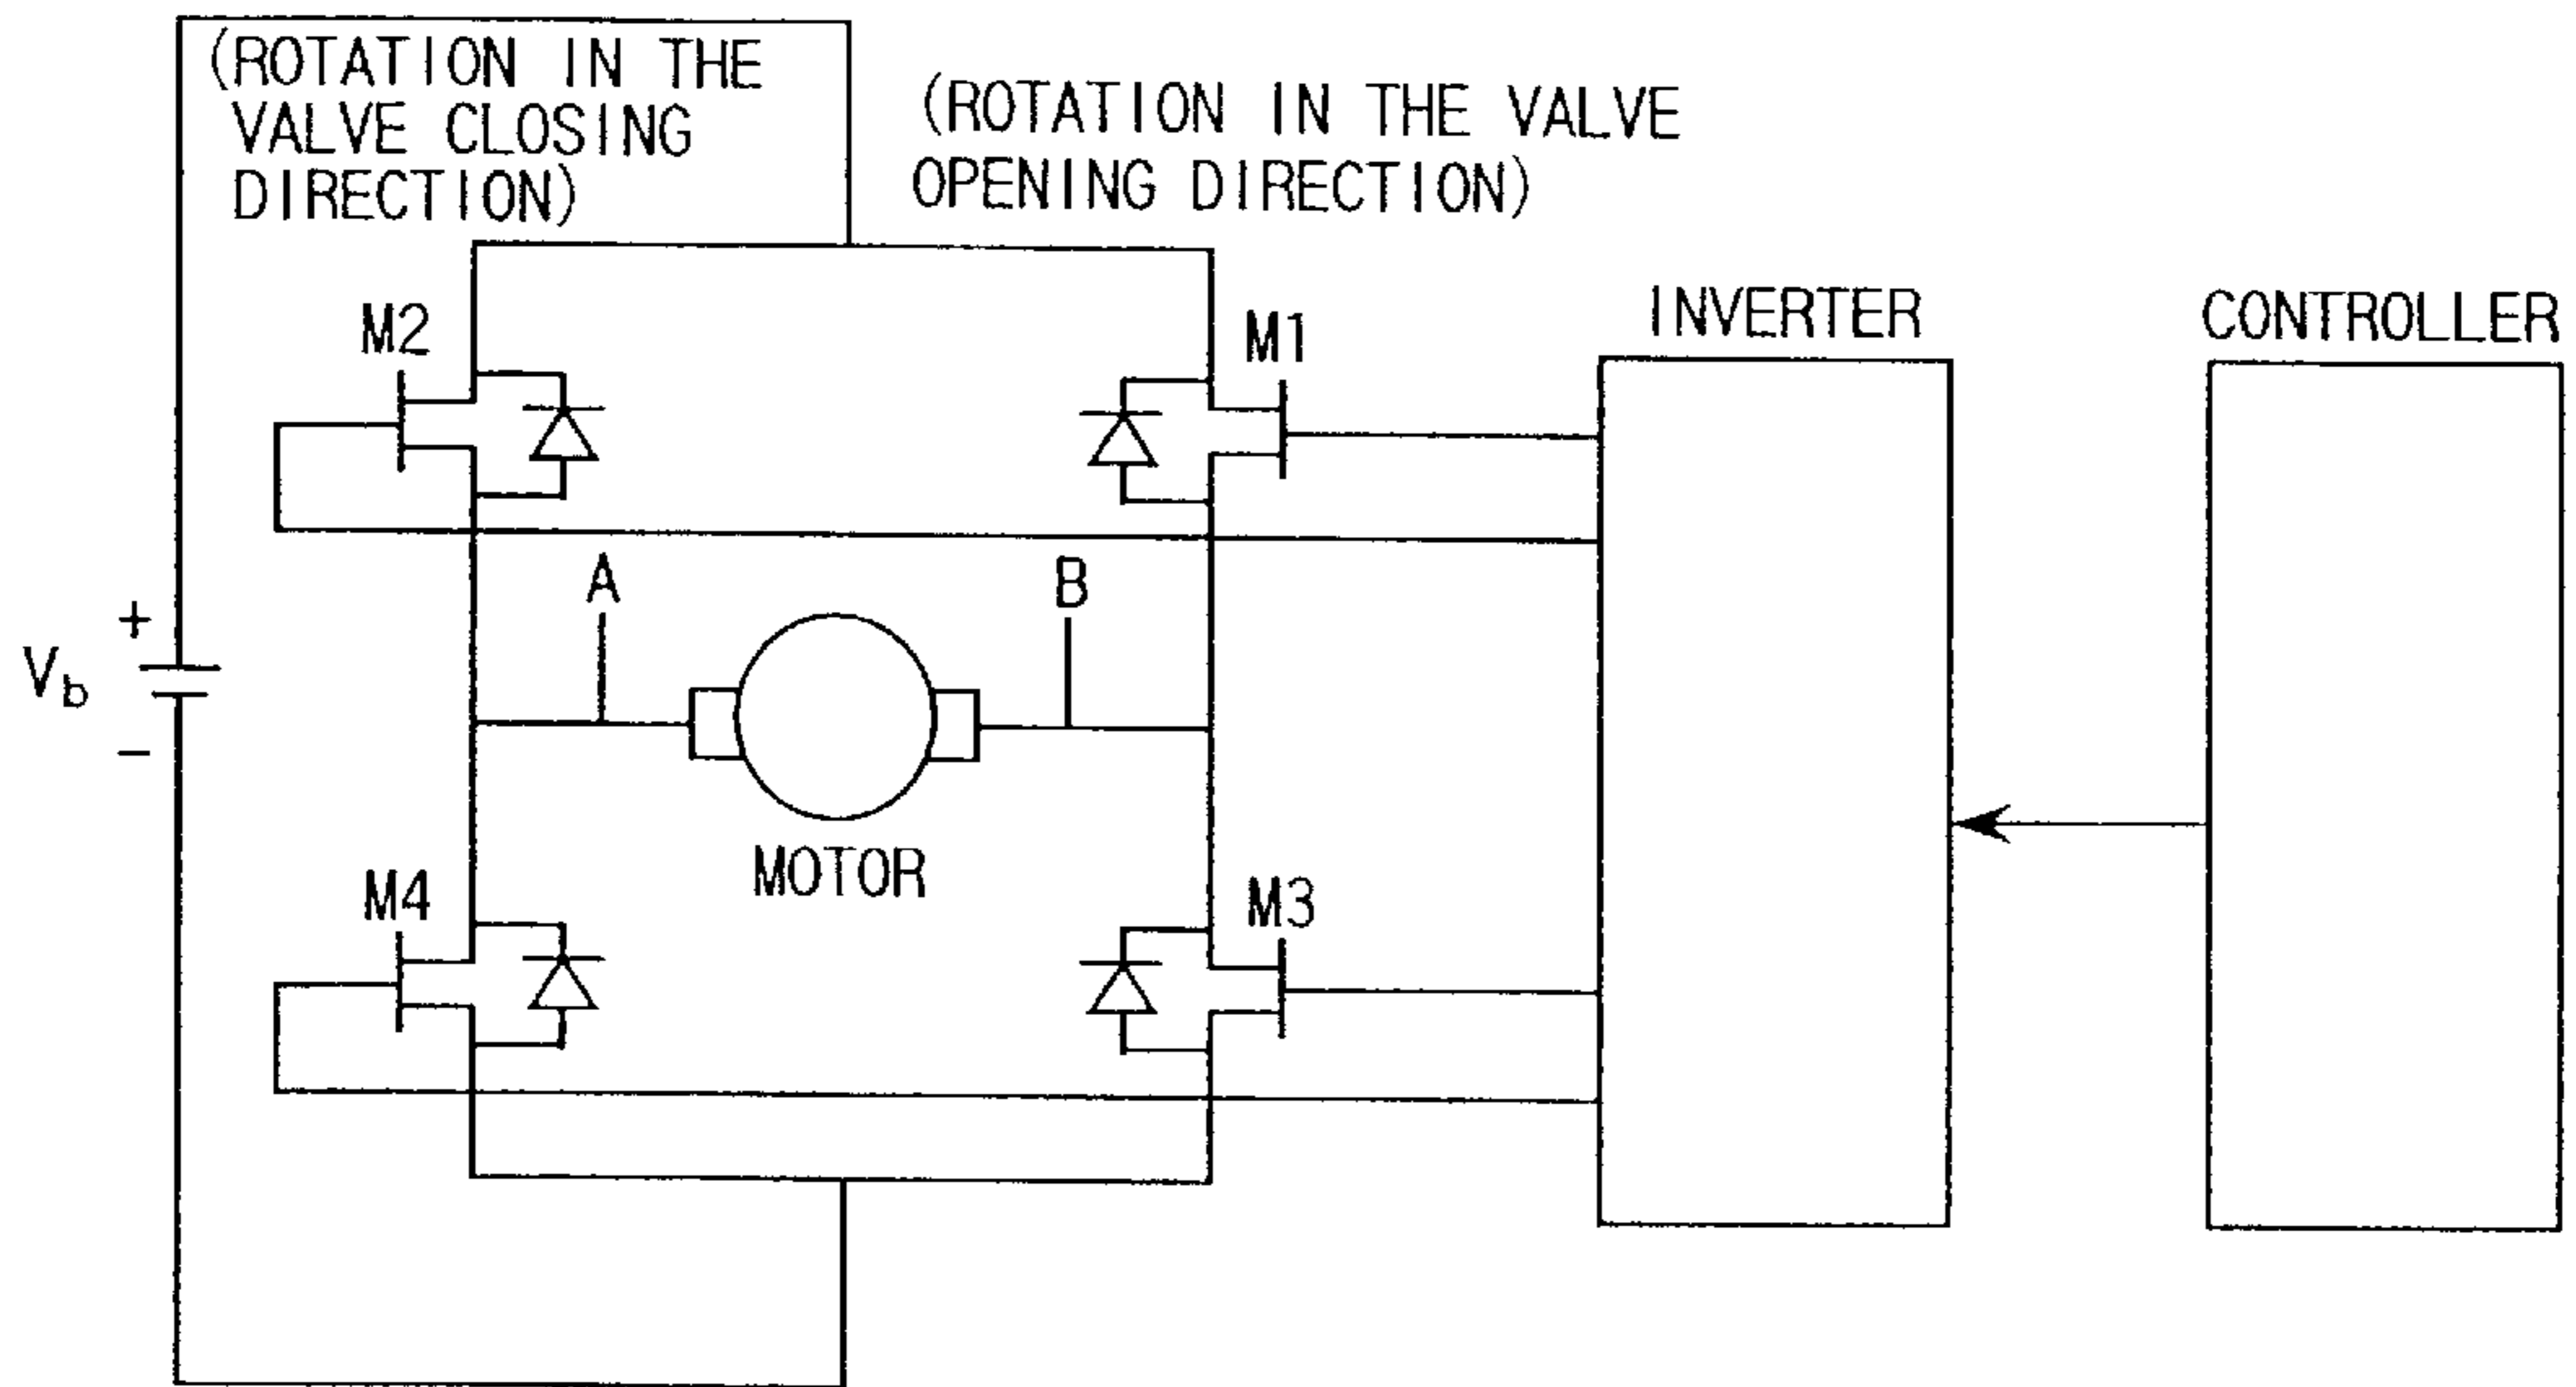 (ROTATION IN THE
VALVE CLOSING
DIRECTION)
(ROTATION IN THE VALVE
OPENING DIRECTION)
INVERTER
CONTROLLER
M2
M1
A
B
+
Vb
−
MOTOR
M4
M3